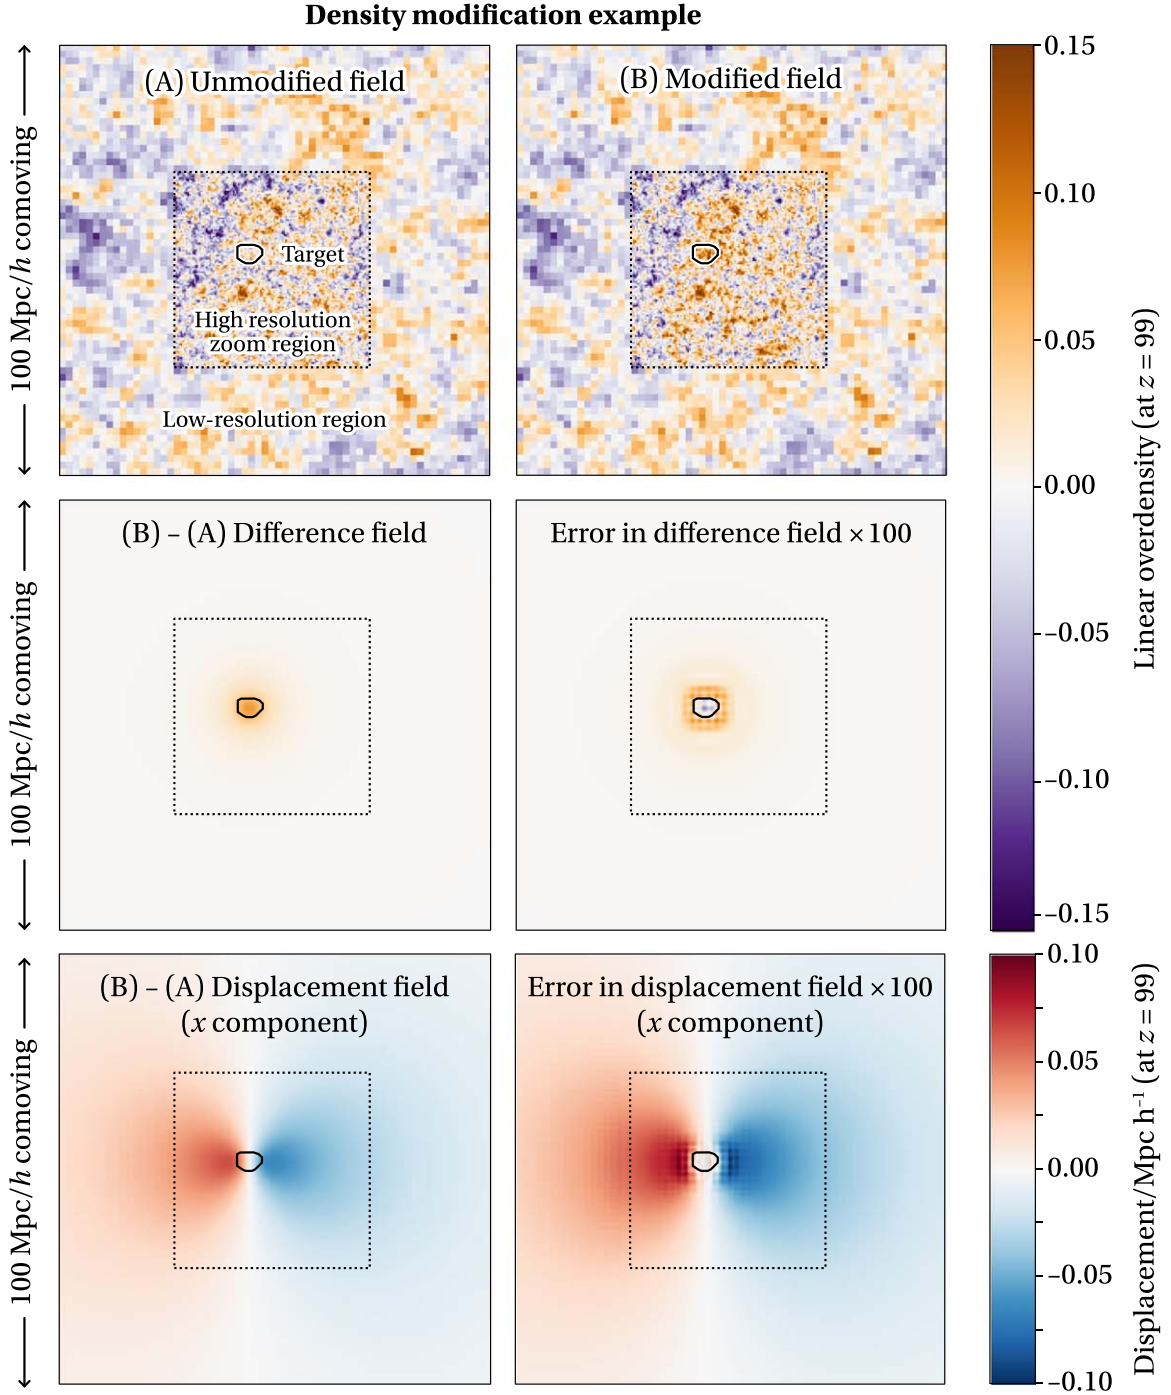 Density modification example
(A) Unmodified field
(B) Modified field
Target
High resolution
zoom region
Low-resolution region
100 Mpc/h comoving
0.15
0.10
0.05
0.00
–0.05
–0.10
–0.15
Linear overdensity (at z = 99)
(B) – (A) Difference field
Error in difference field ×100
100 Mpc/h comoving
(B) – (A) Displacement field
(x component)
Error in displacement field ×100
(x component)
100 Mpc/h comoving
0.10
0.05
0.00
–0.05
–0.10
Displacement/Mpc h⁻¹ (at z = 99)